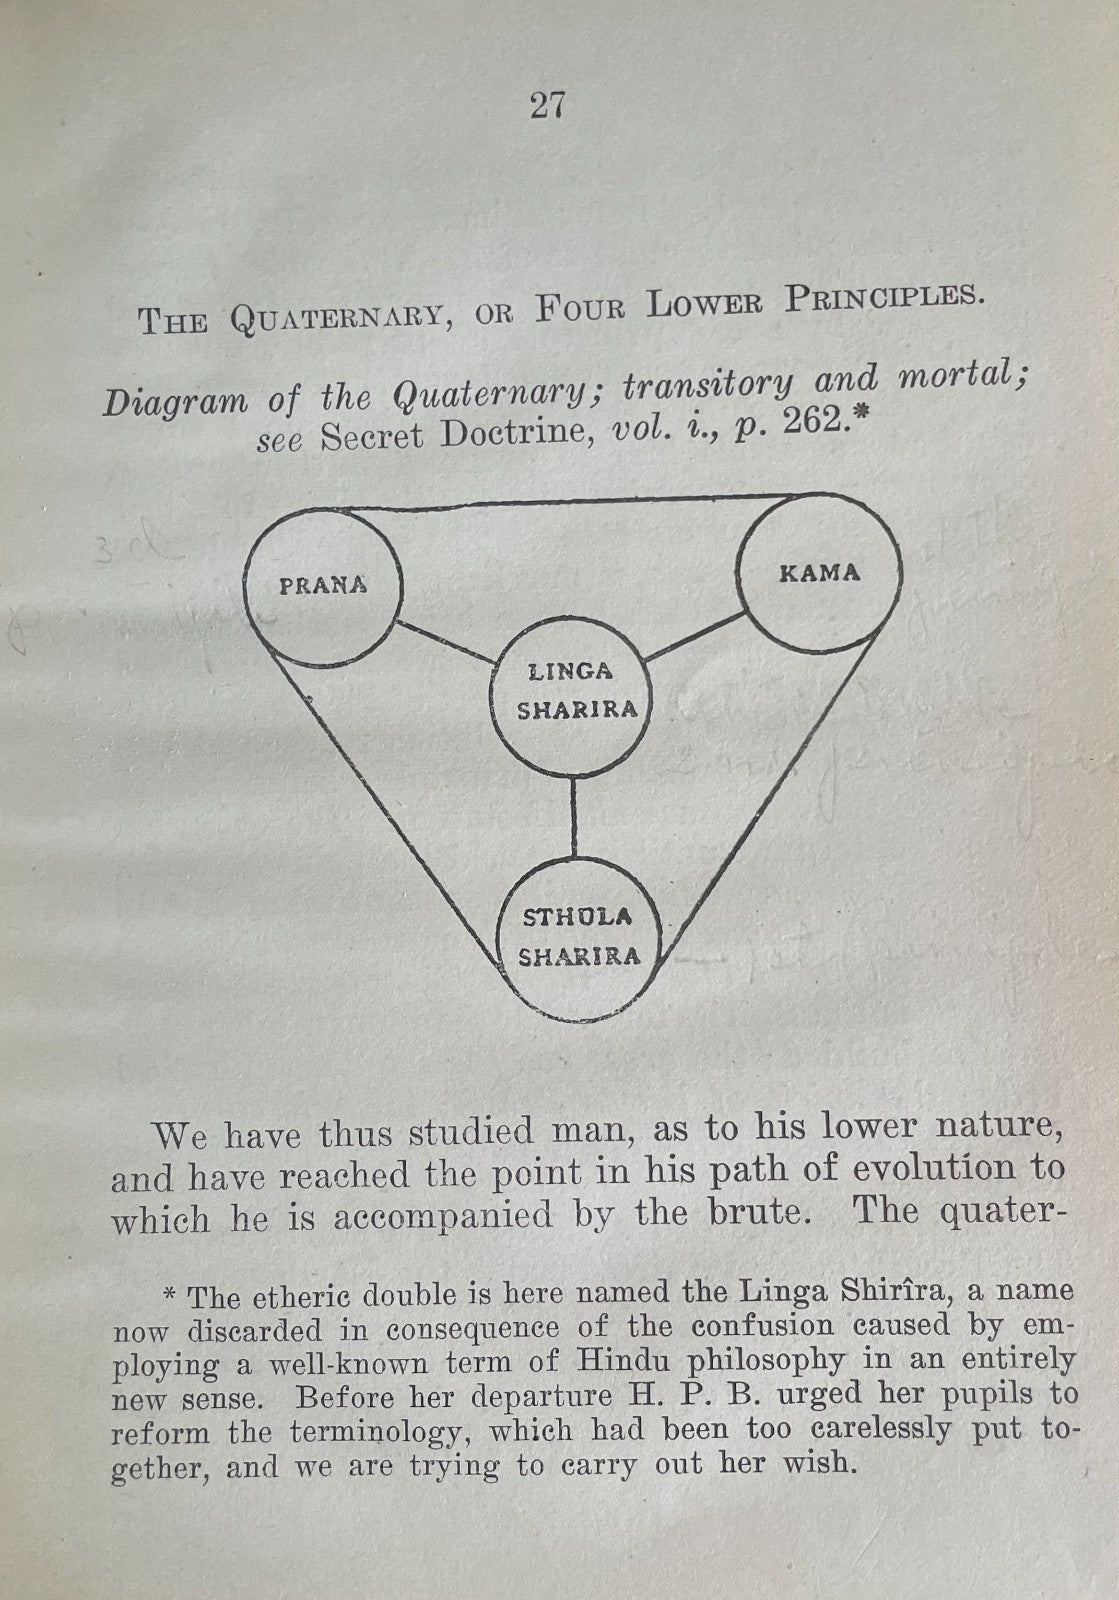 27
THE QUATERNARY, OR FOUR LOWER PRINCIPLES.
Diagram of the Quaternary; transitory and mortal;
see Secret Doctrine, vol. i., p. 262.*
PRANA
KAMA
LINGA
SHARIRA
STHULA
SHARIRA
We have thus studied man, as to his lower nature,
and have reached the point in his path of evolution to
which he is accompanied by the brute. The quater-
* The etheric double is here named the Linga Shirîra, a name
now discarded in consequence of the confusion caused by em-
ploying a well-known term of Hindu philosophy in an entirely
new sense. Before her departure H. P. B. urged her pupils to
reform the terminology, which had been too carelessly put to-
gether, and we are trying to carry out her wish.